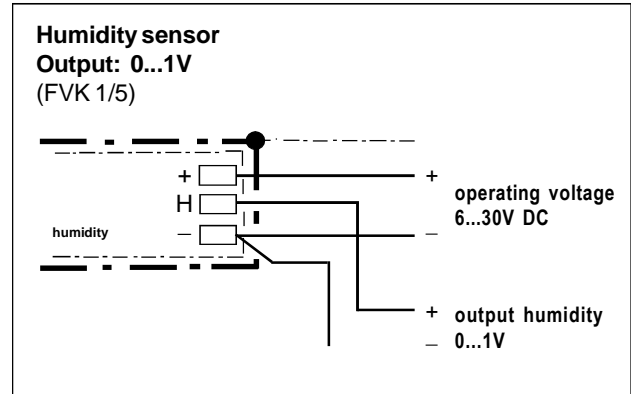 Humidity sensor
Output: 0...1V
(FVK 1/5)
+
+
operating voltage
6...30V DC
H
humidity
–
–
+
output humidity
0...1V
–